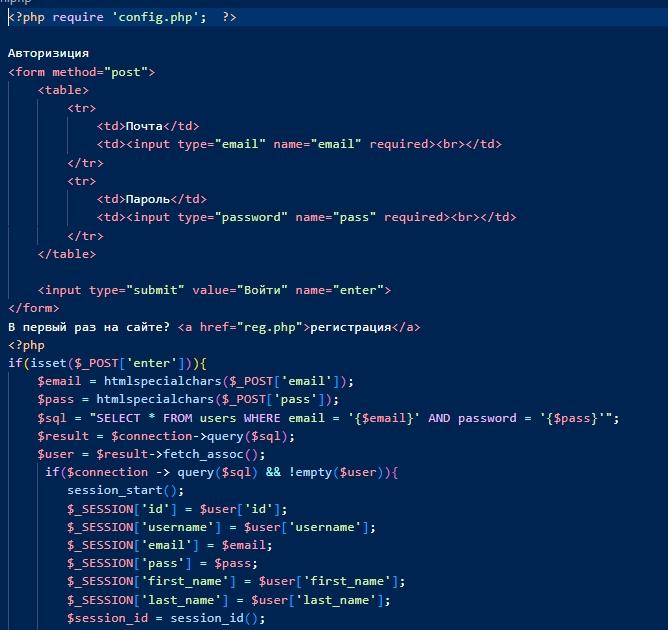 <?php require 'config.php';  ?>
Авторизиция
<form method="post">
    <table>
        <tr>
            <td>Почта</td>
            <td><input type="email" name="email" required><br></td>
        </tr>
        <tr>
            <td>Пароль</td>
            <td><input type="password" name="pass" required><br></td>
        </tr>
    </table>
    <input type="submit" value="Войти" name="enter">
</form>
В первый раз на сайте? <a href="reg.php">регистрация</a>
<?php
if(isset($_POST['enter'])){
    $email = htmlspecialchars($_POST['email']);
    $pass = htmlspecialchars($_POST['pass']);
    $sql = "SELECT * FROM users WHERE email = '{$email}' AND password = '{$pass}'";
    $result = $connection->query($sql);
    $user = $result->fetch_assoc();
     if($connection -> query($sql) && !empty($user)){
        session_start();
        $_SESSION['id'] = $user['id'];
        $_SESSION['username'] = $user['username'];
        $_SESSION['email'] = $email;
        $_SESSION['pass'] = $pass;
        $_SESSION['first_name'] = $user['first_name'];
        $_SESSION['last_name'] = $user['last_name'];
        $session_id = session_id();